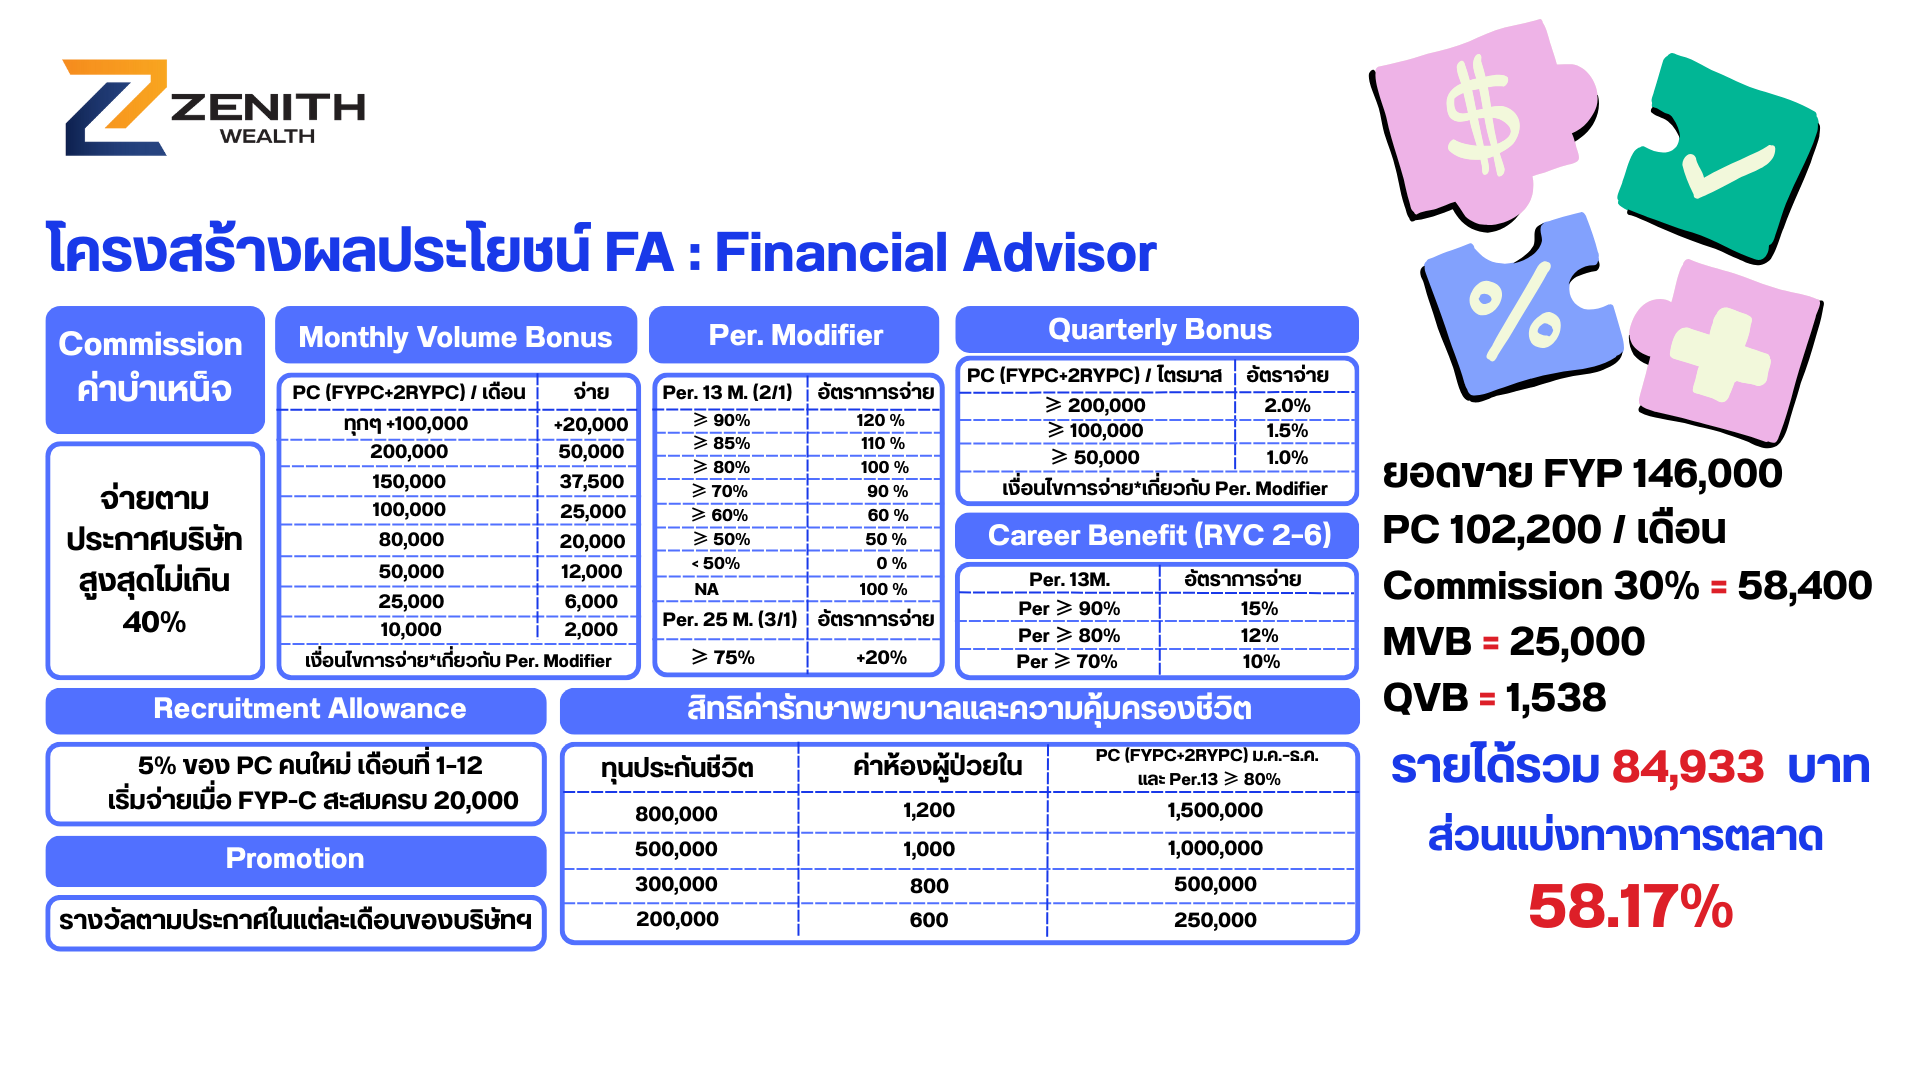 ZENITH
WEALTH
โครงสร้างผลประโยชน์ FA : Financial Advisor
Commission
ค่าบำเหน็จ
จ่ายตาม
ประกาศบริษัท
สูงสุดไม่เกิน
40%
Monthly Volume Bonus
PC (FYPC+2RYPC) / เดือน จ่าย
ทุกๆ +100,000 +20,000
200,000 50,000
150,000 37,500
100,000 25,000
80,000 20,000
50,000 12,000
25,000 6,000
10,000 2,000
เงื่อนไขการจ่าย*เกี่ยวกับ Per. Modifier
Per. Modifier
Per. 13 M. (2/1) อัตราการจ่าย
⩾ 90% 120 %
⩾ 85% 110 %
⩾ 80% 100 %
⩾ 70% 90 %
⩾ 60% 60 %
⩾ 50% 50 %
< 50% 0 %
NA 100 %
Per. 25 M. (3/1) อัตราการจ่าย
⩾ 75% +20%
Quarterly Bonus
PC (FYPC+2RYPC) / ไตรมาส อัตราจ่าย
⩾ 200,000 2.0%
⩾ 100,000 1.5%
⩾ 50,000 1.0%
เงื่อนไขการจ่าย*เกี่ยวกับ Per. Modifier
Career Benefit (RYC 2-6)
Per. 13M. อัตราการจ่าย
Per ⩾ 90% 15%
Per ⩾ 80% 12%
Per ⩾ 70% 10%
Recruitment Allowance
5% ของ PC คนใหม่ เดือนที่ 1-12
เริ่มจ่ายเมื่อ FYP-C สะสมครบ 20,000
Promotion
รางวัลตามประกาศในแต่ละเดือนของบริษัทฯ
สิทธิค่ารักษาพยาบาลและความคุ้มครองชีวิต
ทุนประกันชีวิต ค่าห้องผู้ป่วยใน PC (FYPC+2RYPC) ม.ค.-ธ.ค.
และ Per.13 ⩾ 80%
800,000 1,200 1,500,000
500,000 1,000 1,000,000
300,000 800 500,000
200,000 600 250,000
$
%
ยอดขาย FYP 146,000
PC 102,200 / เดือน
Commission 30% = 58,400
MVB = 25,000
QVB = 1,538
รายได้รวม 84,933 บาท
ส่วนแบ่งทางการตลาด
58.17%